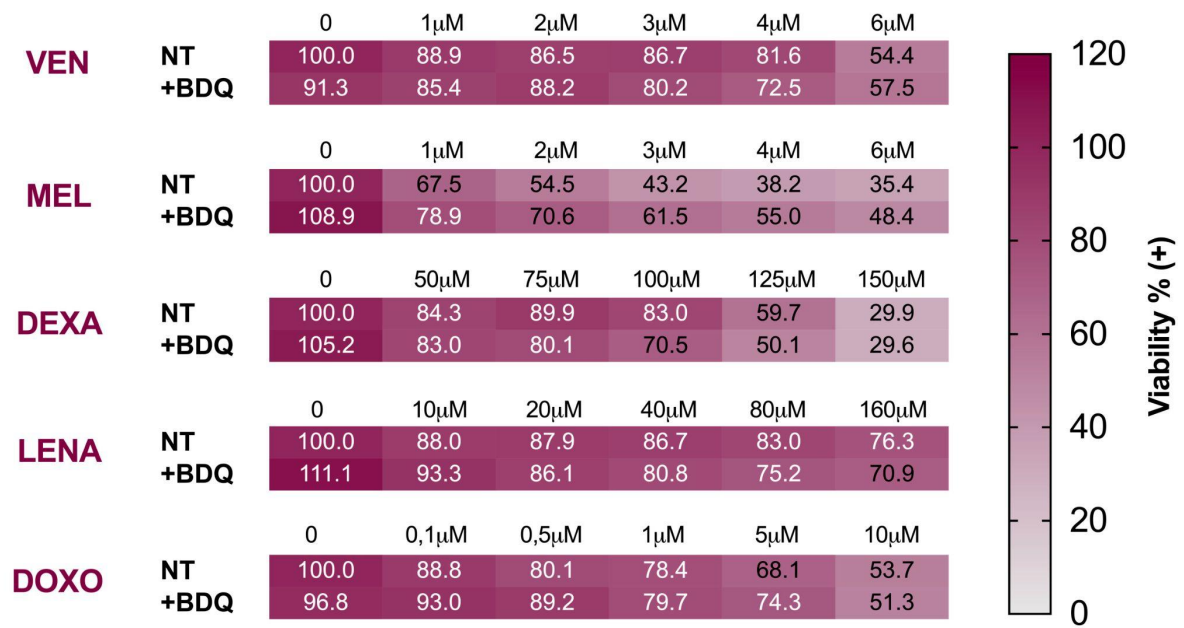 0 1μM 2μM 3μM 4μM 6μM
VEN
NT 100.0 88.9 86.5 86.7 81.6 54.4
+BDQ 91.3 85.4 88.2 80.2 72.5 57.5
0 1μM 2μM 3μM 4μM 6μM
MEL
NT 100.0 67.5 54.5 43.2 38.2 35.4
+BDQ 108.9 78.9 70.6 61.5 55.0 48.4
0 50μM 75μM 100μM 125μM 150μM
DEXA
NT 100.0 84.3 89.9 83.0 59.7 29.9
+BDQ 105.2 83.0 80.1 70.5 50.1 29.6
0 10μM 20μM 40μM 80μM 160μM
LENA
NT 100.0 88.0 87.9 86.7 83.0 76.3
+BDQ 111.1 93.3 86.1 80.8 75.2 70.9
0 0,1μM 0,5μM 1μM 5μM 10μM
DOXO
NT 100.0 88.8 80.1 78.4 68.1 53.7
+BDQ 96.8 93.0 89.2 79.7 74.3 51.3
120
100
80
60
40
20
0
Viability % (+)